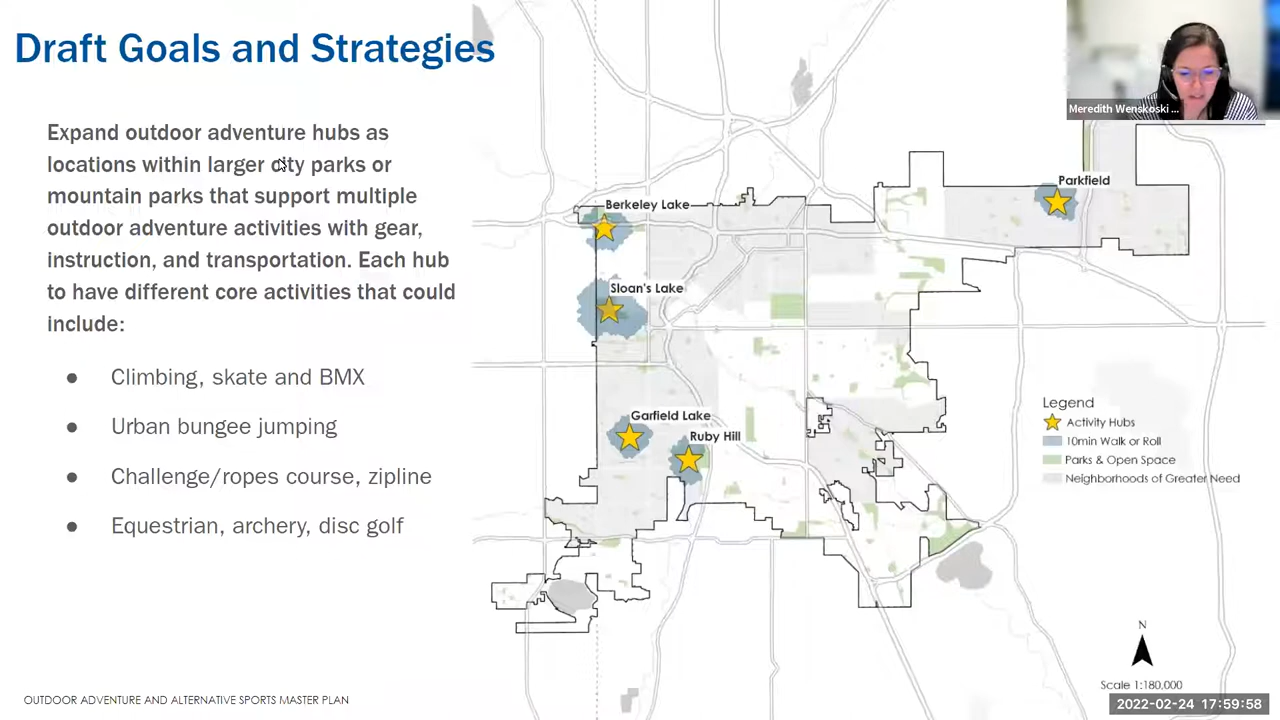 Draft Goals and Strategies
Expand outdoor adventure hubs as
locations within larger city parks or
mountain parks that support multiple
outdoor adventure activities with gear,
instruction, and transportation. Each hub
to have different core activities that could
include:
● Climbing, skate and BMX
● Urban bungee jumping
● Challenge/ropes course, zipline
● Equestrian, archery, disc golf
OUTDOOR ADVENTURE AND ALTERNATIVE SPORTS MASTER PLAN
Meredith Wenskoski ...
Parkfield
Berkeley Lake
Sloan's Lake
Garfield Lake
Ruby Hill
Legend
Activity Hubs
10min Walk or Roll
Parks & Open Space
Neighborhoods of Greater Need
N
Scale 1:180,000
2022-02-24 17:59:58